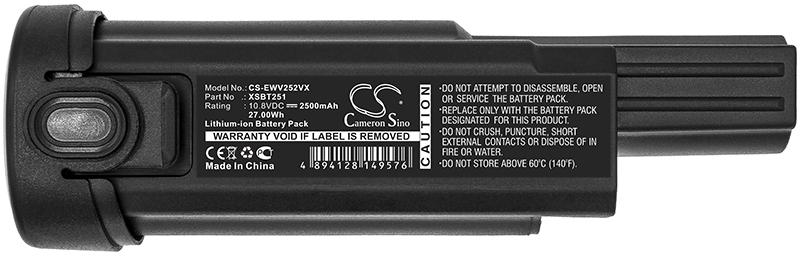 Model No.: CS-EWV252VX
Part No. : XSBT251
Rating : 10.8VDC ⎓ 2500mAh
27.00Wh
Lithium-ion Battery Pack
WARRANTY VOID IF LABEL IS REMOVED
CE FC
Made In China
CS
Cameron Sino
4 894128 149576
•DO NOT ATTEMPT TO DISASSEMBLE, OPEN
OR SERVICE THE BATTERY PACK.
•REPLACE ONLY WITH THE BATTERY PACK
DESIGNATED FOR THIS PRODUCT.
•DO NOT CRUSH, PUNCTURE, SHORT
EXTERNAL CONTACTS OR DISPOSE OF IN
FIRE OR WATER.
•DO NOT STORE ABOVE 60°C (140°F).